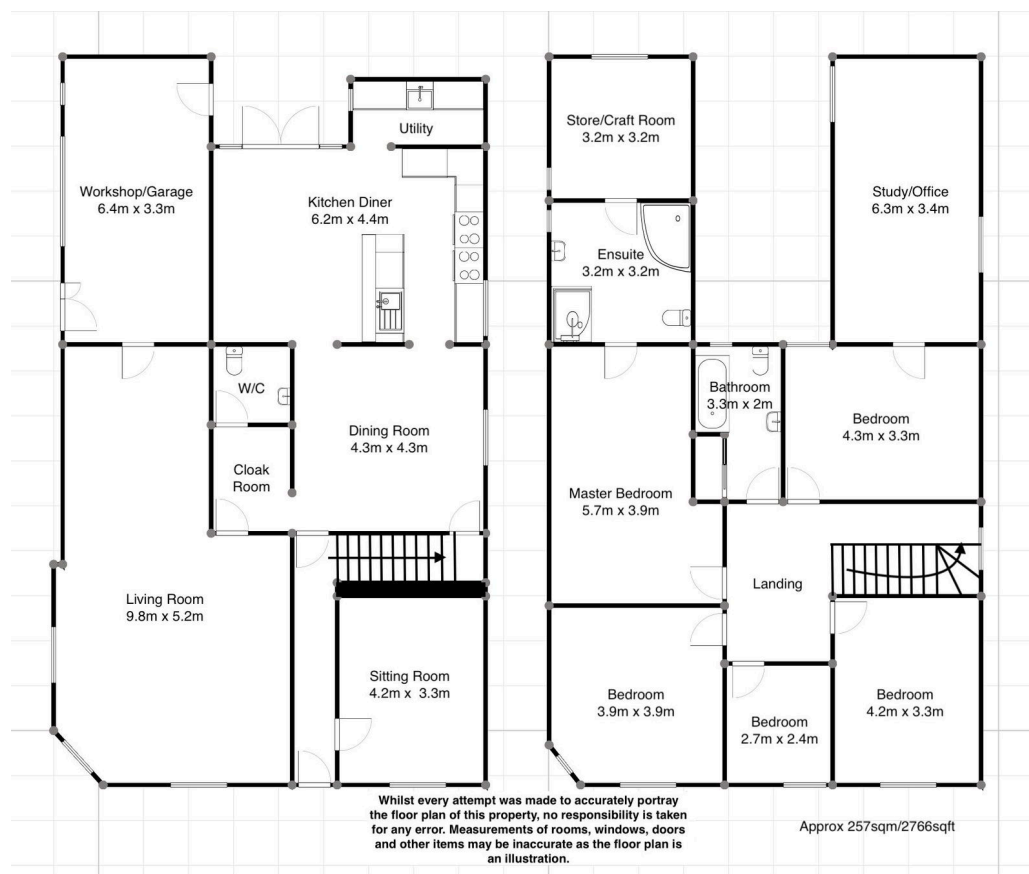 Utility
Workshop/Garage
6.4m x 3.3m
Kitchen Diner
6.2m x 4.4m
W/C
Dining Room
4.3m x 4.3m
Cloak
Room
Living Room
9.8m x 5.2m
Sitting Room
4.2m x 3.3m
Store/Craft Room
3.2m x 3.2m
Study/Office
6.3m x 3.4m
Ensuite
3.2m x 3.2m
Bathroom
3.3m x 2m
Bedroom
4.3m x 3.3m
Master Bedroom
5.7m x 3.9m
Landing
Bedroom
3.9m x 3.9m
Bedroom
2.7m x 2.4m
Bedroom
4.2m x 3.3m
Whilst every attempt was made to accurately portray
the floor plan of this property, no responsibility is taken
for any error. Measurements of rooms, windows, doors
and other items may be inaccurate as the floor plan is
an illustration.
Approx 257sqm/2766sqft